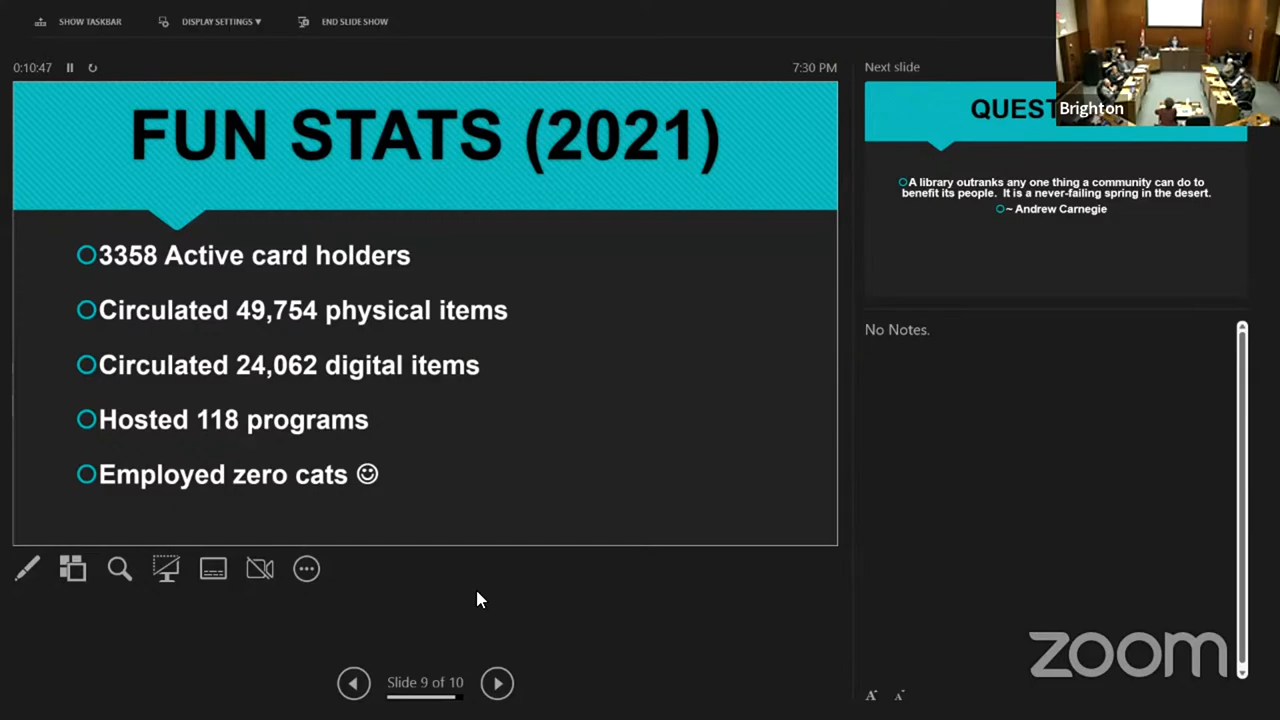 SHOW TASKBAR
DISPLAY SETTINGS ▼
END SLIDE SHOW
0:10:47
7:30 PM
FUN STATS (2021)
3358 Active card holders
Circulated 49,754 physical items
Circulated 24,062 digital items
Hosted 118 programs
Employed zero cats ☺
Slide 9 of 10
Next slide
QUEST
Brighton
A library outranks any one thing a community can do to
benefit its people. It is a never-failing spring in the desert.
~ Andrew Carnegie
No Notes.
zoom
A A